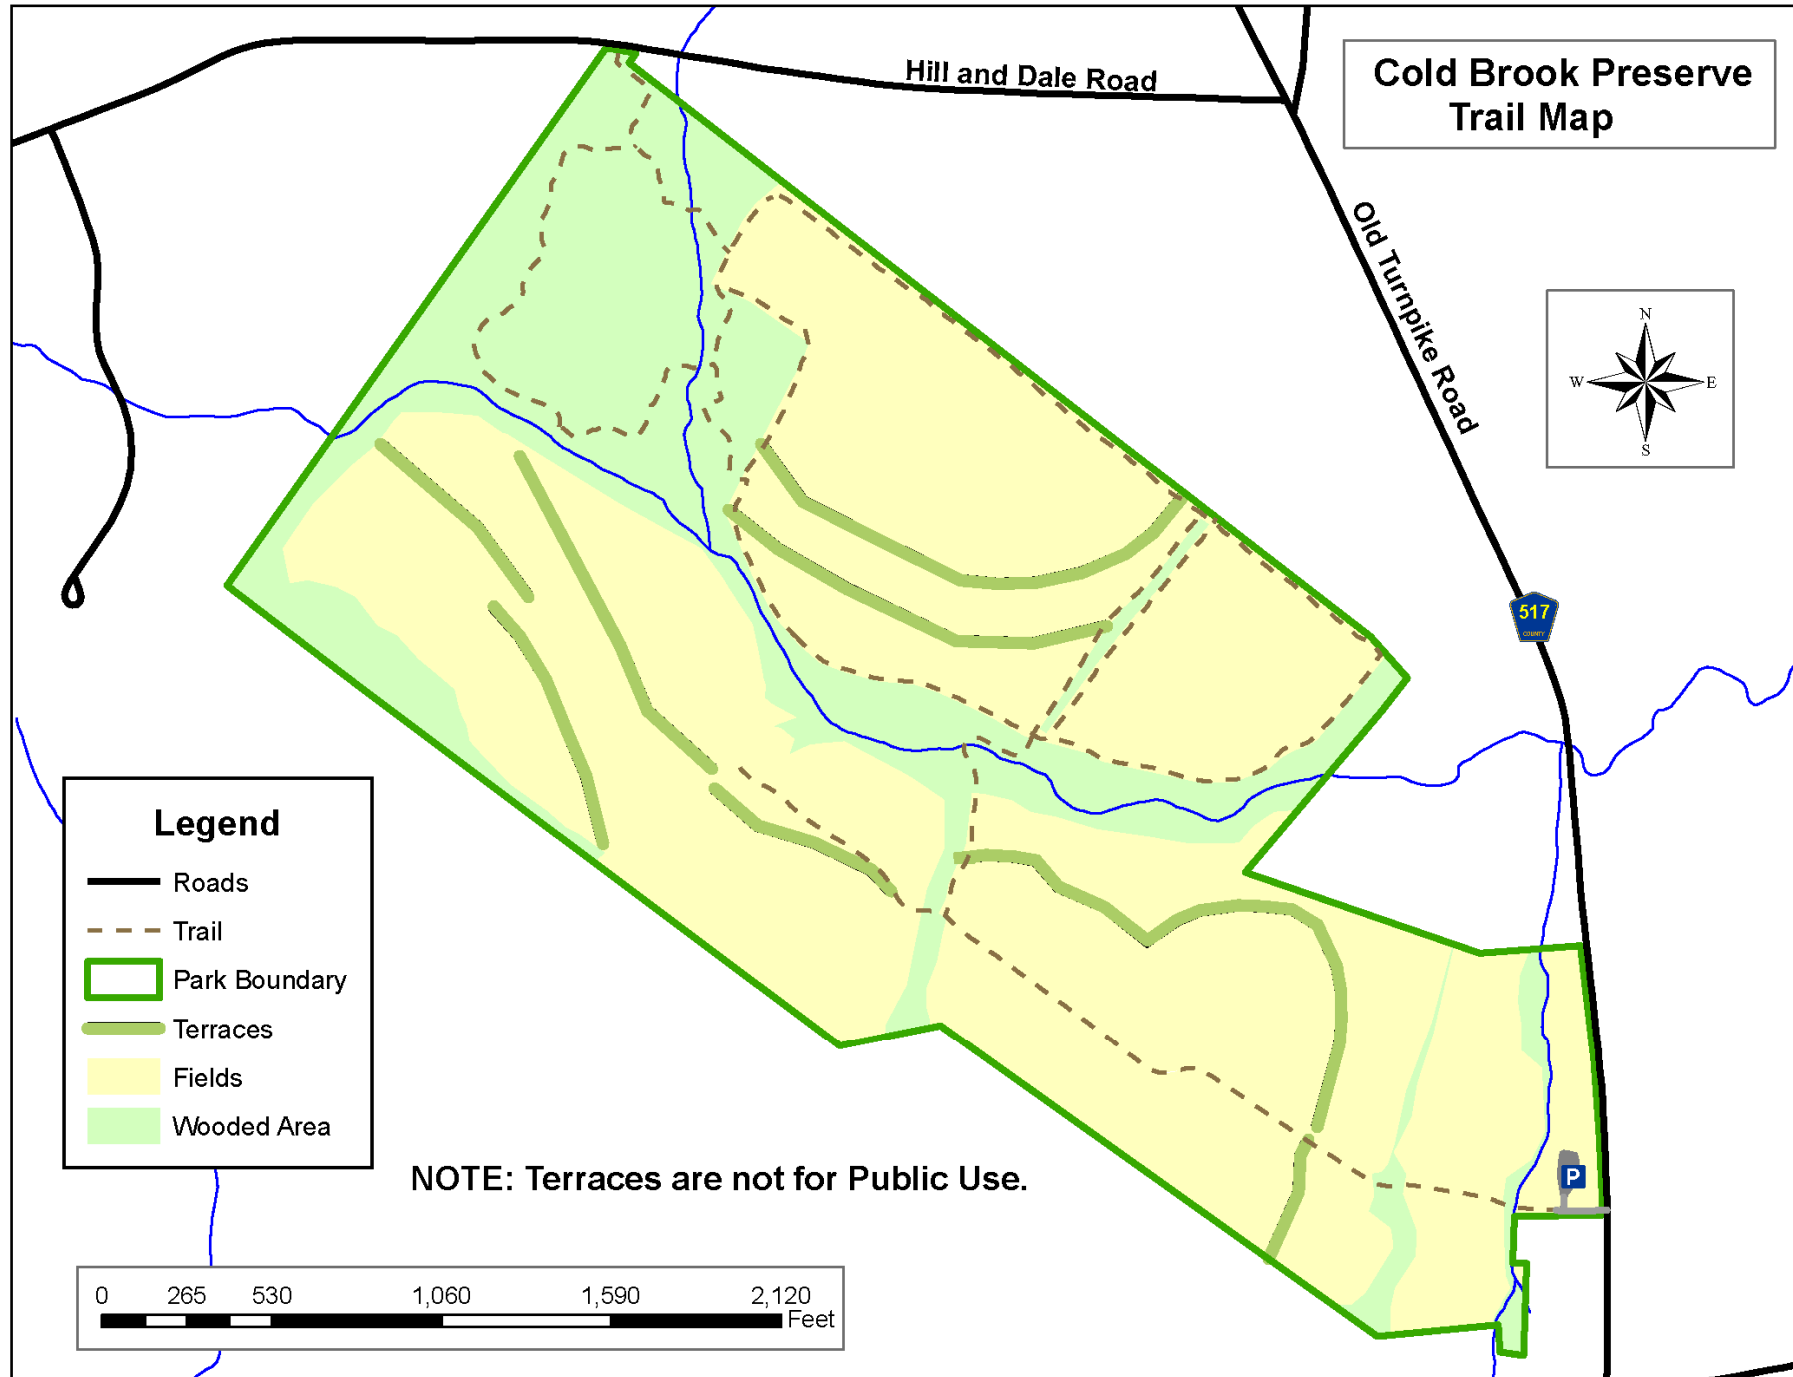 Hill and Dale Road
Cold Brook Preserve
Trail Map
Old Turnpike Road
N
W
E
S
517
COUNTY
Legend
Roads
Trail
Park Boundary
Terraces
Fields
Wooded Area
P
NOTE: Terraces are not for Public Use.
0 265 530 1,060 1,590 2,120
Feet